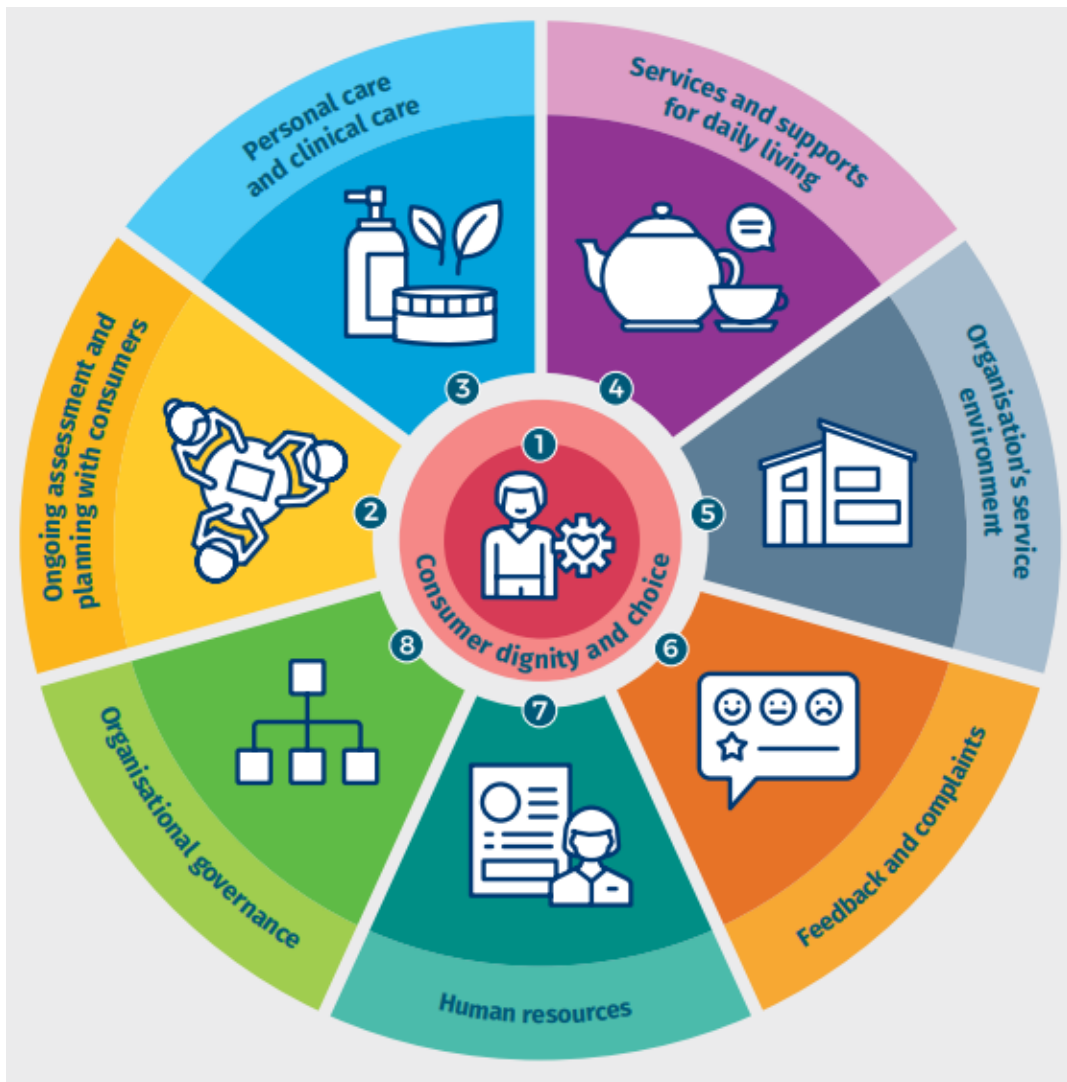 1
Consumer dignity and choice
2
Ongoing assessment and
planning with consumers
3
Personal care
and clinical care
4
Services and supports
for daily living
5
Organisation's service
environment
6
Feedback and complaints
7
Human resources
8
Organisational governance